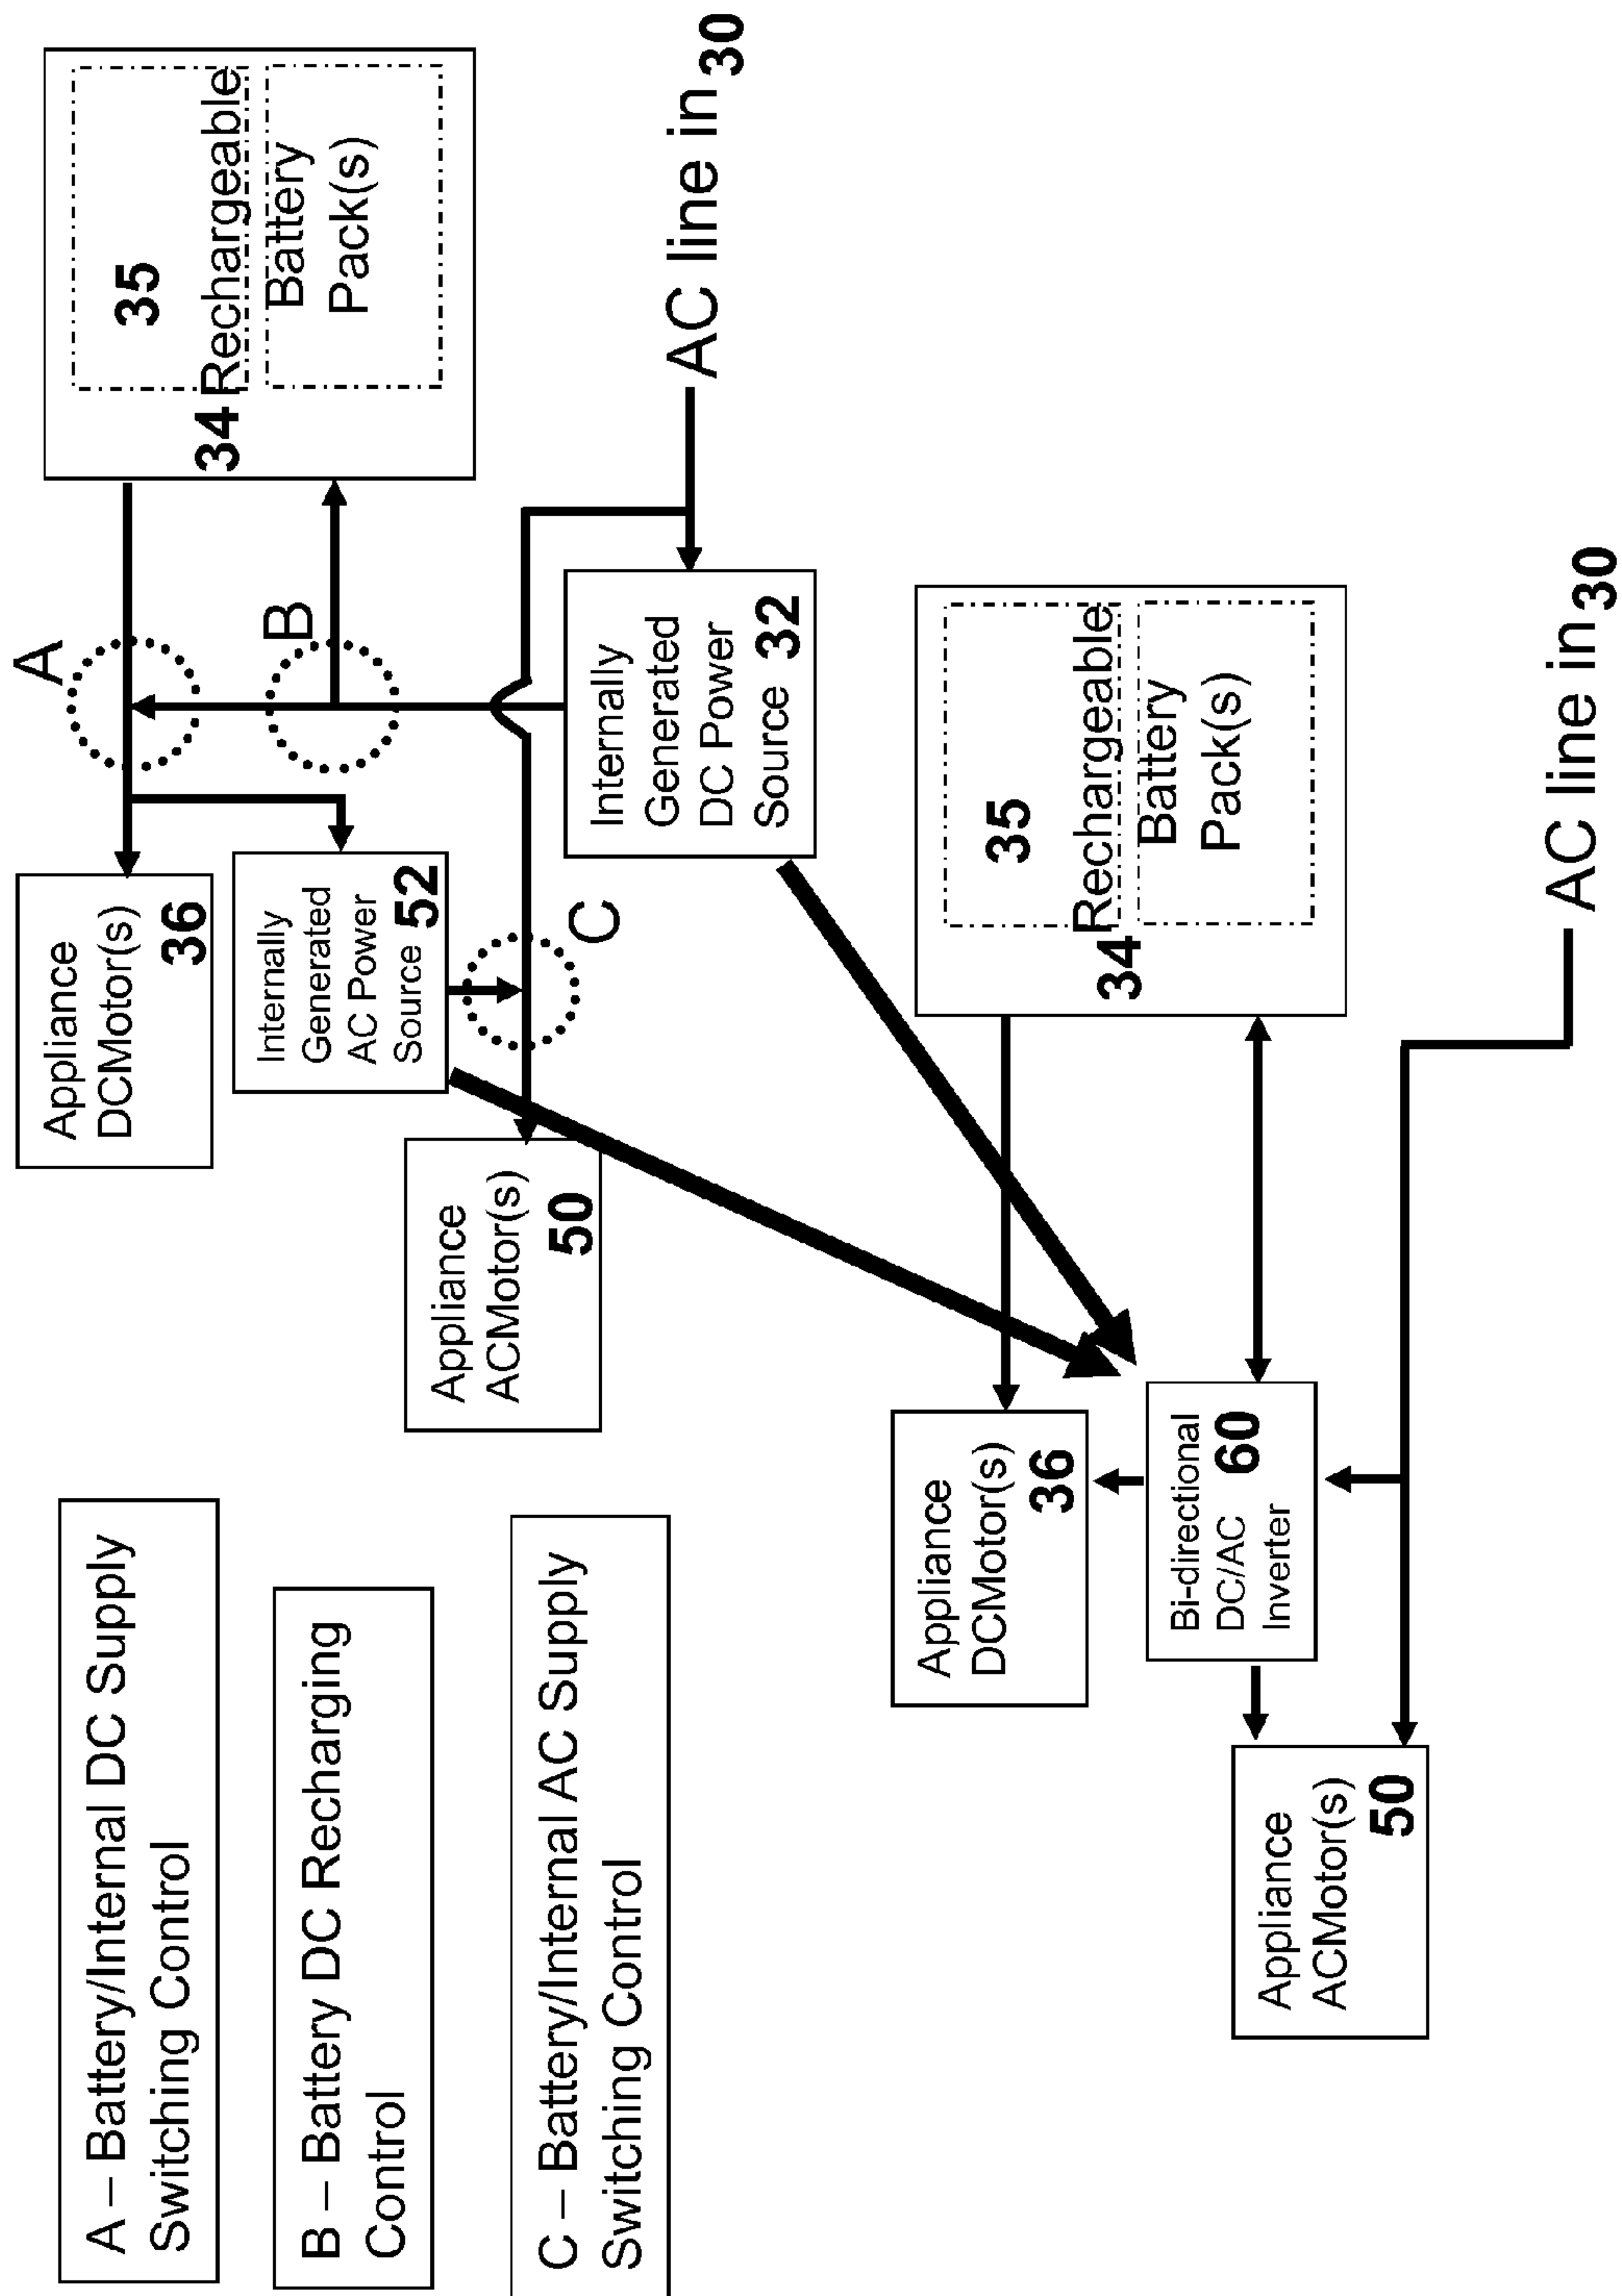 A – Battery/Internal DC Supply
Switching Control
B – Battery DC Recharging
Control
C – Battery/Internal AC Supply
Switching Control
Appliance
DCMotor(s)
36
Internally
Generated
AC Power
Source 52
Appliance
ACMotor(s)
50
A
B
C
35
34 Rechargeable
Battery
Pack(s)
Internally
Generated
DC Power
Source 32
AC line in 30
Appliance
DCMotor(s)
36
Bi-directional
DC/AC 60
Inverter
Appliance
ACMotor(s)
50
35
34 Rechargeable
Battery
Pack(s)
AC line in 30